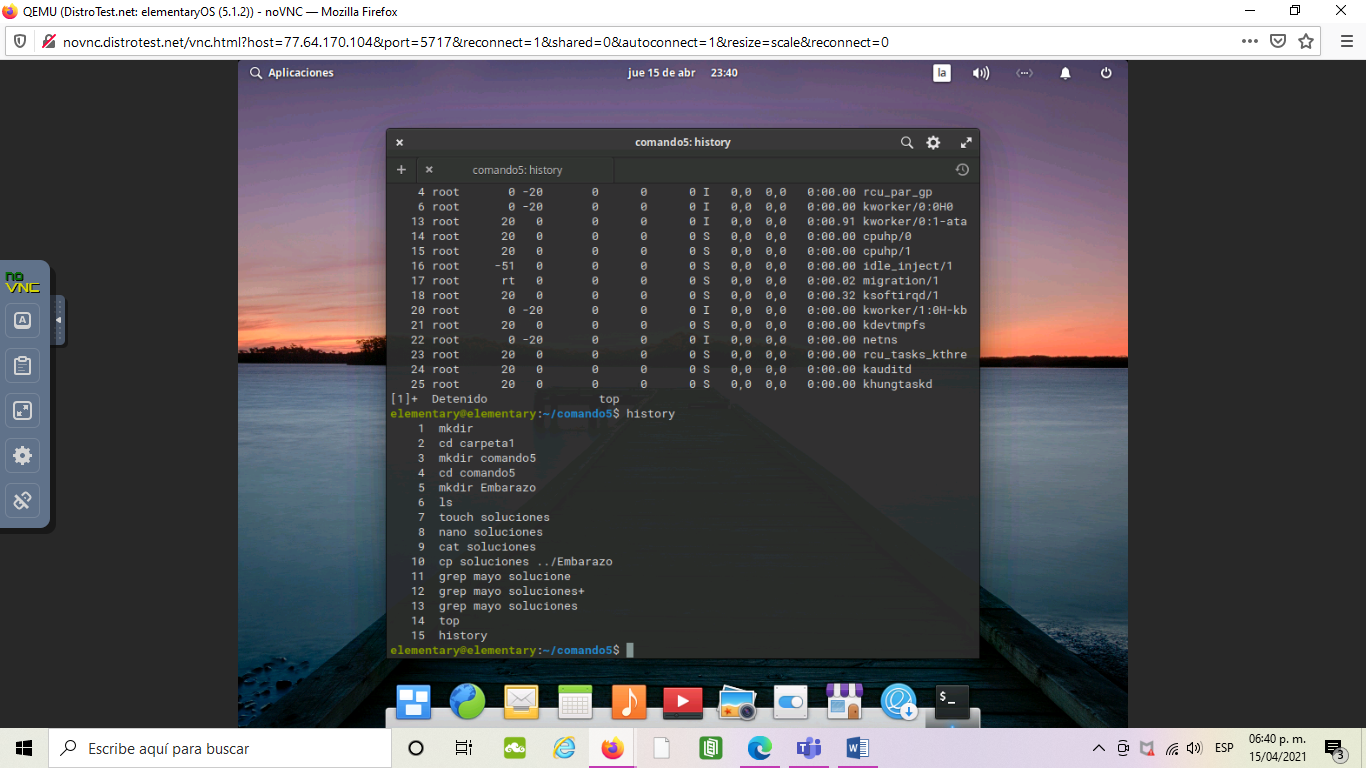 QEMU (DistroTest.net: elementaryOS (5.1.2)) - noVNC — Mozilla Firefox
novnc.distrotest.net/vnc.html?host=77.64.170.104&port=5717&reconnect=1&shared=0&autoconnect=1&resize=scale&reconnect=0
Aplicaciones
jue 15 de abr 23:40
la
comando5: history
comando5: history
4 root 0 -20 0 0 0 I 0,0 0,0 0:00.00 rcu_par_gp
6 root 0 -20 0 0 0 I 0,0 0,0 0:00.00 kworker/0:0H0
13 root 20 0 0 0 0 I 0,0 0,0 0:00.91 kworker/0:1-ata
14 root 20 0 0 0 0 S 0,0 0,0 0:00.00 cpuhp/0
15 root 20 0 0 0 0 S 0,0 0,0 0:00.00 cpuhp/1
16 root -51 0 0 0 0 S 0,0 0,0 0:00.00 idle_inject/1
17 root rt 0 0 0 0 S 0,0 0,0 0:00.02 migration/1
18 root 20 0 0 0 0 S 0,0 0,0 0:00.32 ksoftirqd/1
20 root 0 -20 0 0 0 I 0,0 0,0 0:00.00 kworker/1:0H-kb
21 root 20 0 0 0 0 S 0,0 0,0 0:00.00 kdevtmpfs
22 root 0 -20 0 0 0 I 0,0 0,0 0:00.00 netns
23 root 20 0 0 0 0 S 0,0 0,0 0:00.00 rcu_tasks_kthre
24 root 20 0 0 0 0 S 0,0 0,0 0:00.00 kauditd
25 root 20 0 0 0 0 S 0,0 0,0 0:00.00 khungtaskd
[1]+ Detenido top
elementary@elementary:~/comando5$ history
1 mkdir
2 cd carpeta1
3 mkdir comando5
4 cd comando5
5 mkdir Embarazo
6 ls
7 touch soluciones
8 nano soluciones
9 cat soluciones
10 cp soluciones ../Embarazo
11 grep mayo solucione
12 grep mayo soluciones+
13 grep mayo soluciones
14 top
15 history
elementary@elementary:~/comando5$
no
VNC
A
$ _
Escribe aquí para buscar
ESP
06:40 p. m.
15/04/2021
3